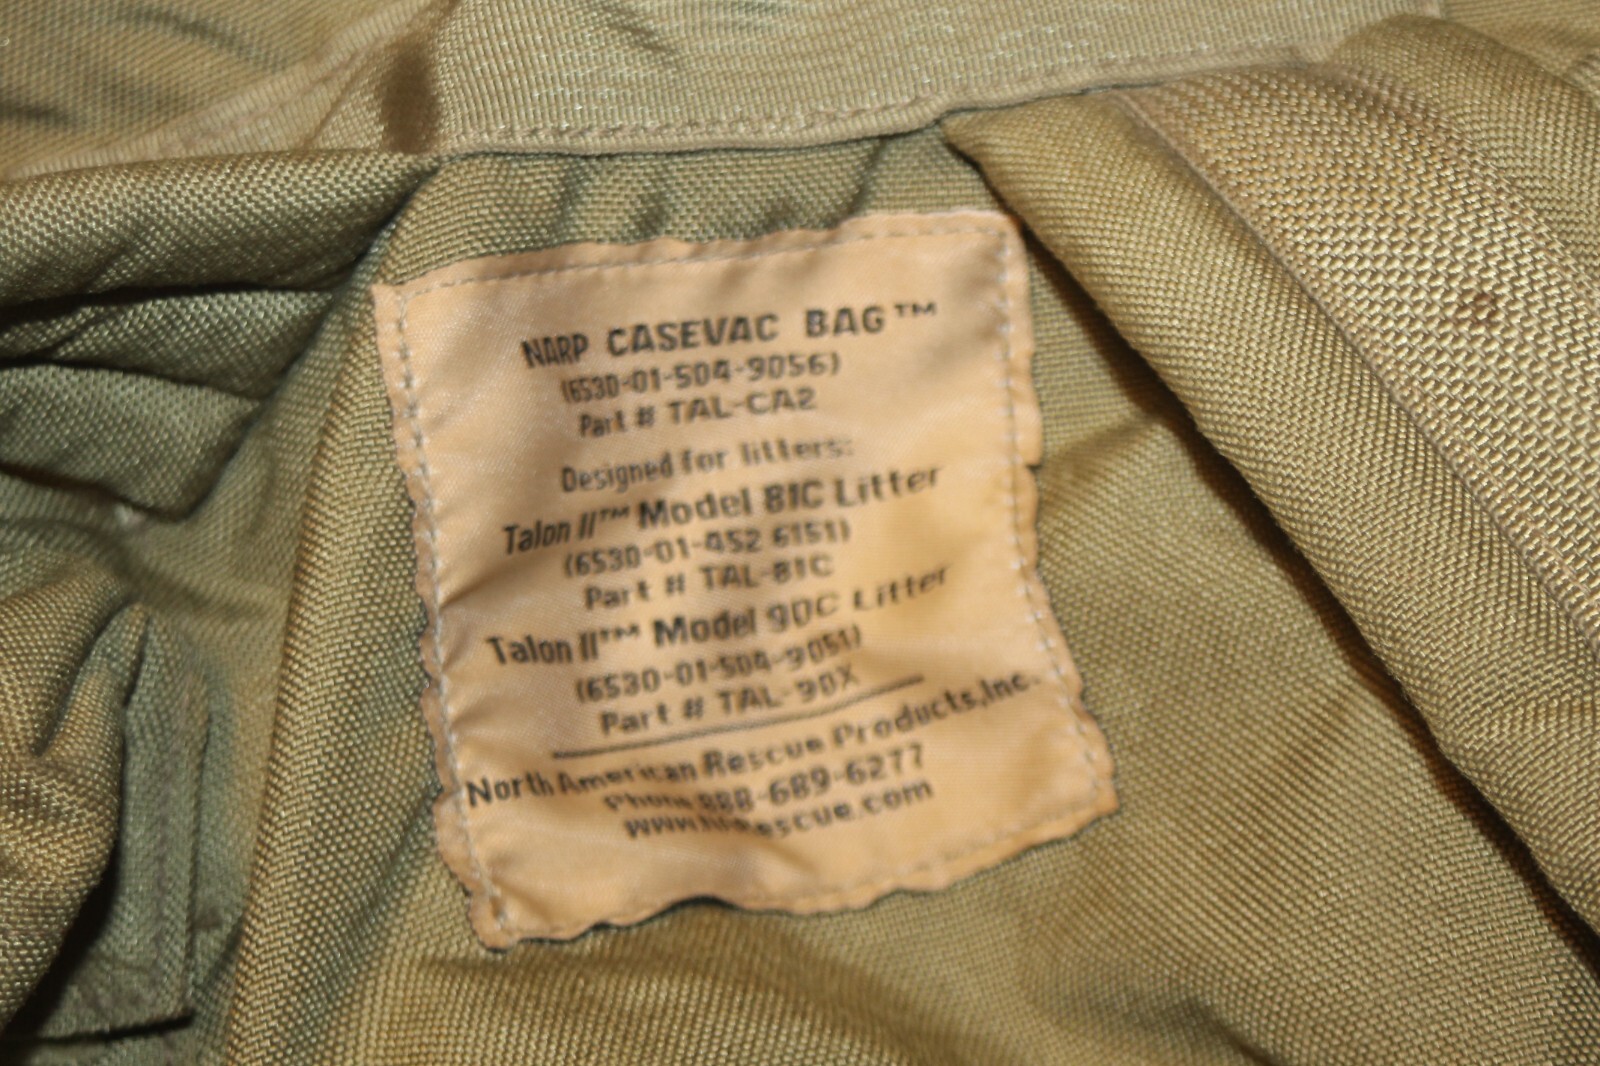 NARP CASEVAC BAG™
(6530-01-504-9056)
Part # TAL-CA2
Designed for litters:
Talon II™ Model 81C Litter
(6530-01-452 6151)
Part # TAL-81C
Talon II™ Model 90C Litter
(6530-01-504-9051)
Part # TAL-90X
North American Rescue Products,Inc.
Phone 888-689-6277